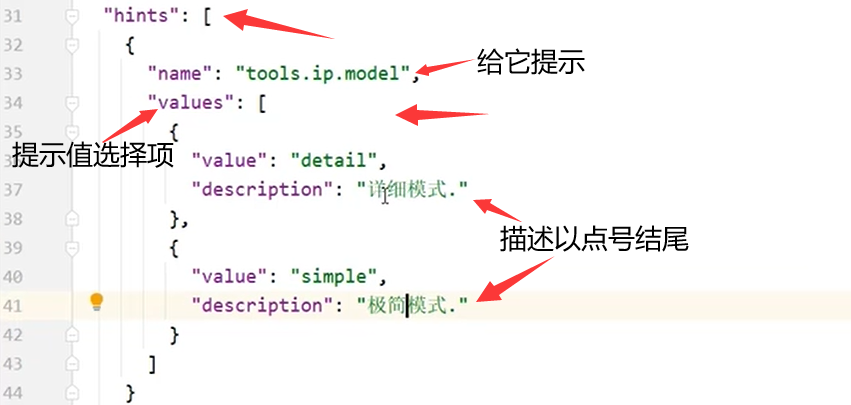 31 "hints": [
32 {
33 "name": "tools.ip.model",
给它提示
34 "values": [
35 {
提示值选择项
"value": "detail",
37 "description": "详细模式."
38 },
描述以点号结尾
39 {
40 "value": "simple",
41 "description": "极简模式."
42 }
43 ]
44 }